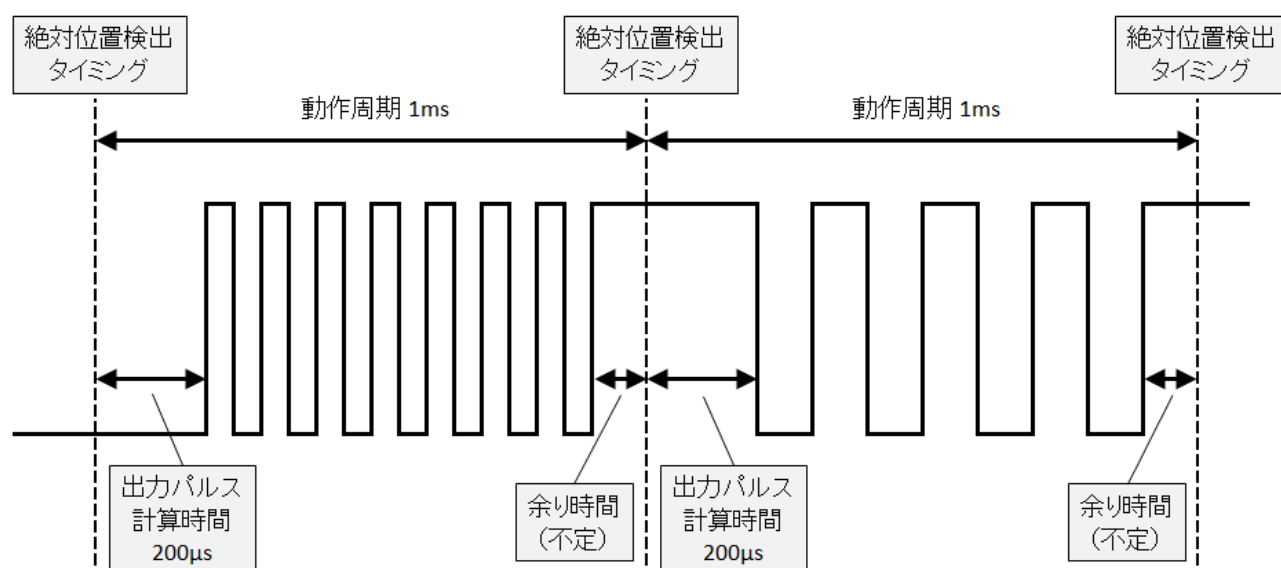 絶対位置検出
タイミング
絶対位置検出
タイミング
絶対位置検出
タイミング
動作周期 1ms
動作周期 1ms
出力パルス
計算時間
200μs
余り時間
(不定)
出力パルス
計算時間
200μs
余り時間
(不定)